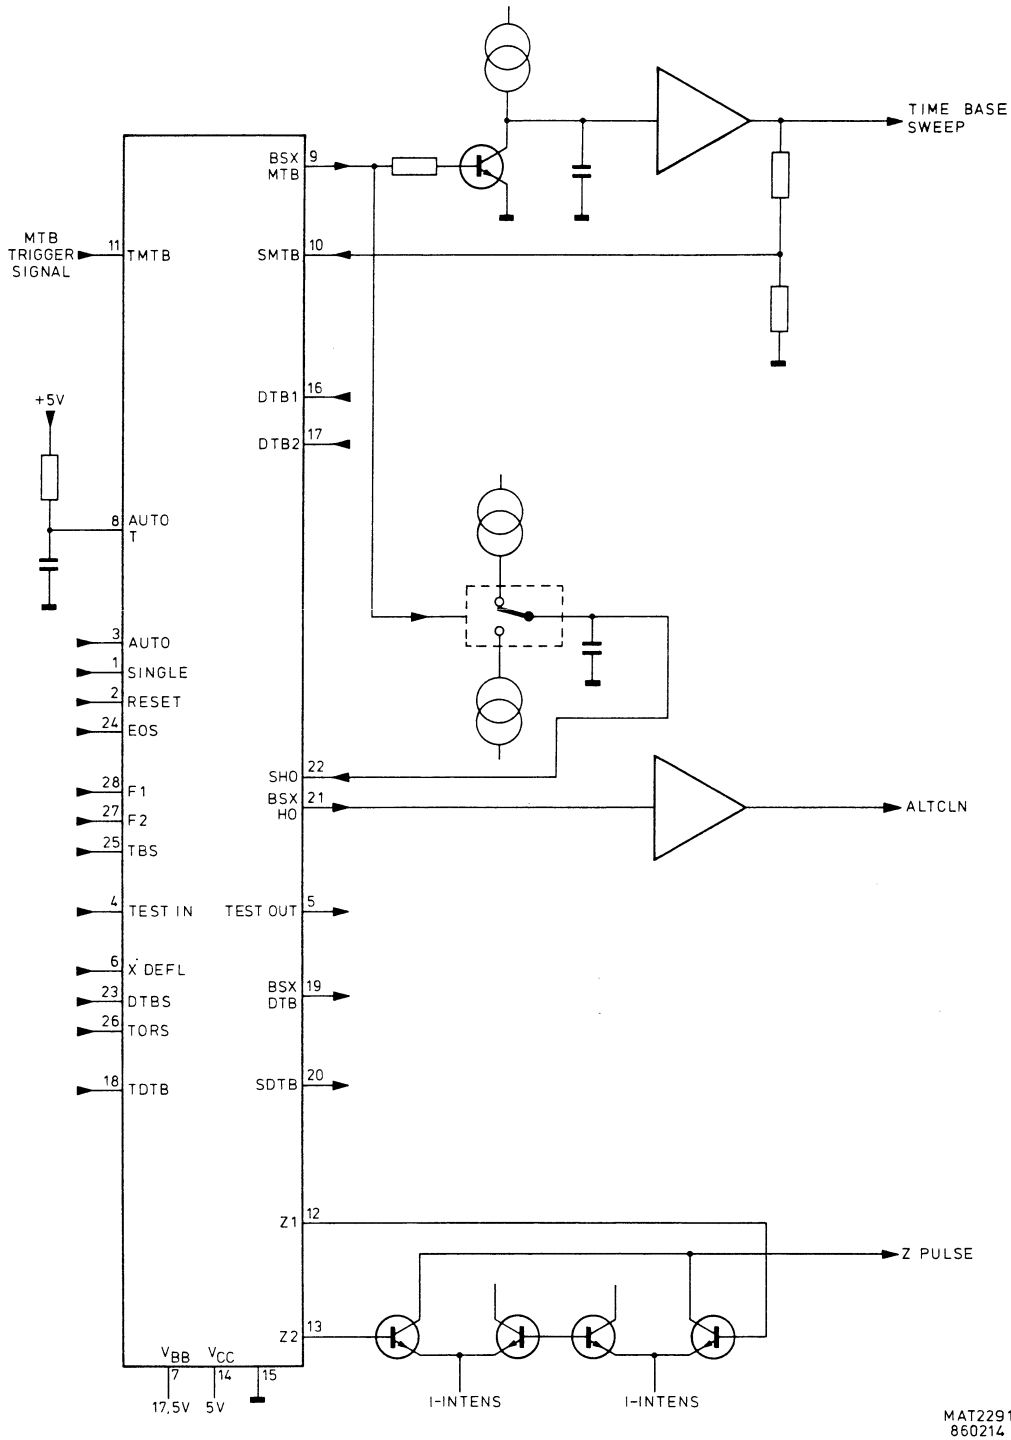 TIME BASE
SWEEP
BSX 9
MTB
MTB
TRIGGER
SIGNAL
11
TMTB
SMTB
10
DTB1
16
DTB2
17
+5V
8
AUTO
T
3
AUTO
1
SINGLE
2
RESET
24
EOS
SHO
22
28
F1
BSX 21
HO
ALTCLN
27
F2
25
TBS
4
TEST IN
TEST OUT
5
6
X DEFL
23
DTBS
BSX 19
DTB
26
TORS
18
TDTB
SDTB
20
Z1
12
Z PULSE
Z2
13
VBB
VCC
7
14
15
17,5V
5V
I-INTENS
I-INTENS
MAT2291
860214